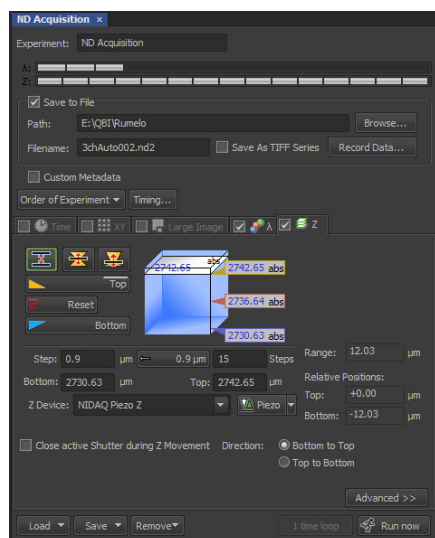 ND Acquisition ×
Experiment: ND Acquisition
λ:
Z:
Save to File
Path: E:\QBI\Rumelo Browse...
Filename: 3chAuto002.nd2 Save As TIFF Series Record Data...
Custom Metadata
Order of Experiment Timing...
Time XY Large Image λ Z
abs
2742.65 2742.65 abs
Top
2736.64 abs
Reset
Bottom
2730.63 abs
Step: 0.9 µm 0.9 µm 15 Steps Range: 12.03 µm
Bottom: 2730.63 µm Top: 2742.65 µm Relative Positions:
Top: +0.00 µm
Z Device: NIDAQ Piezo Z Piezo
Bottom: -12.03 µm
Close active Shutter during Z Movement Direction: Bottom to Top
Top to Bottom
Advanced >>
Load Save Remove 1 time loop Run now